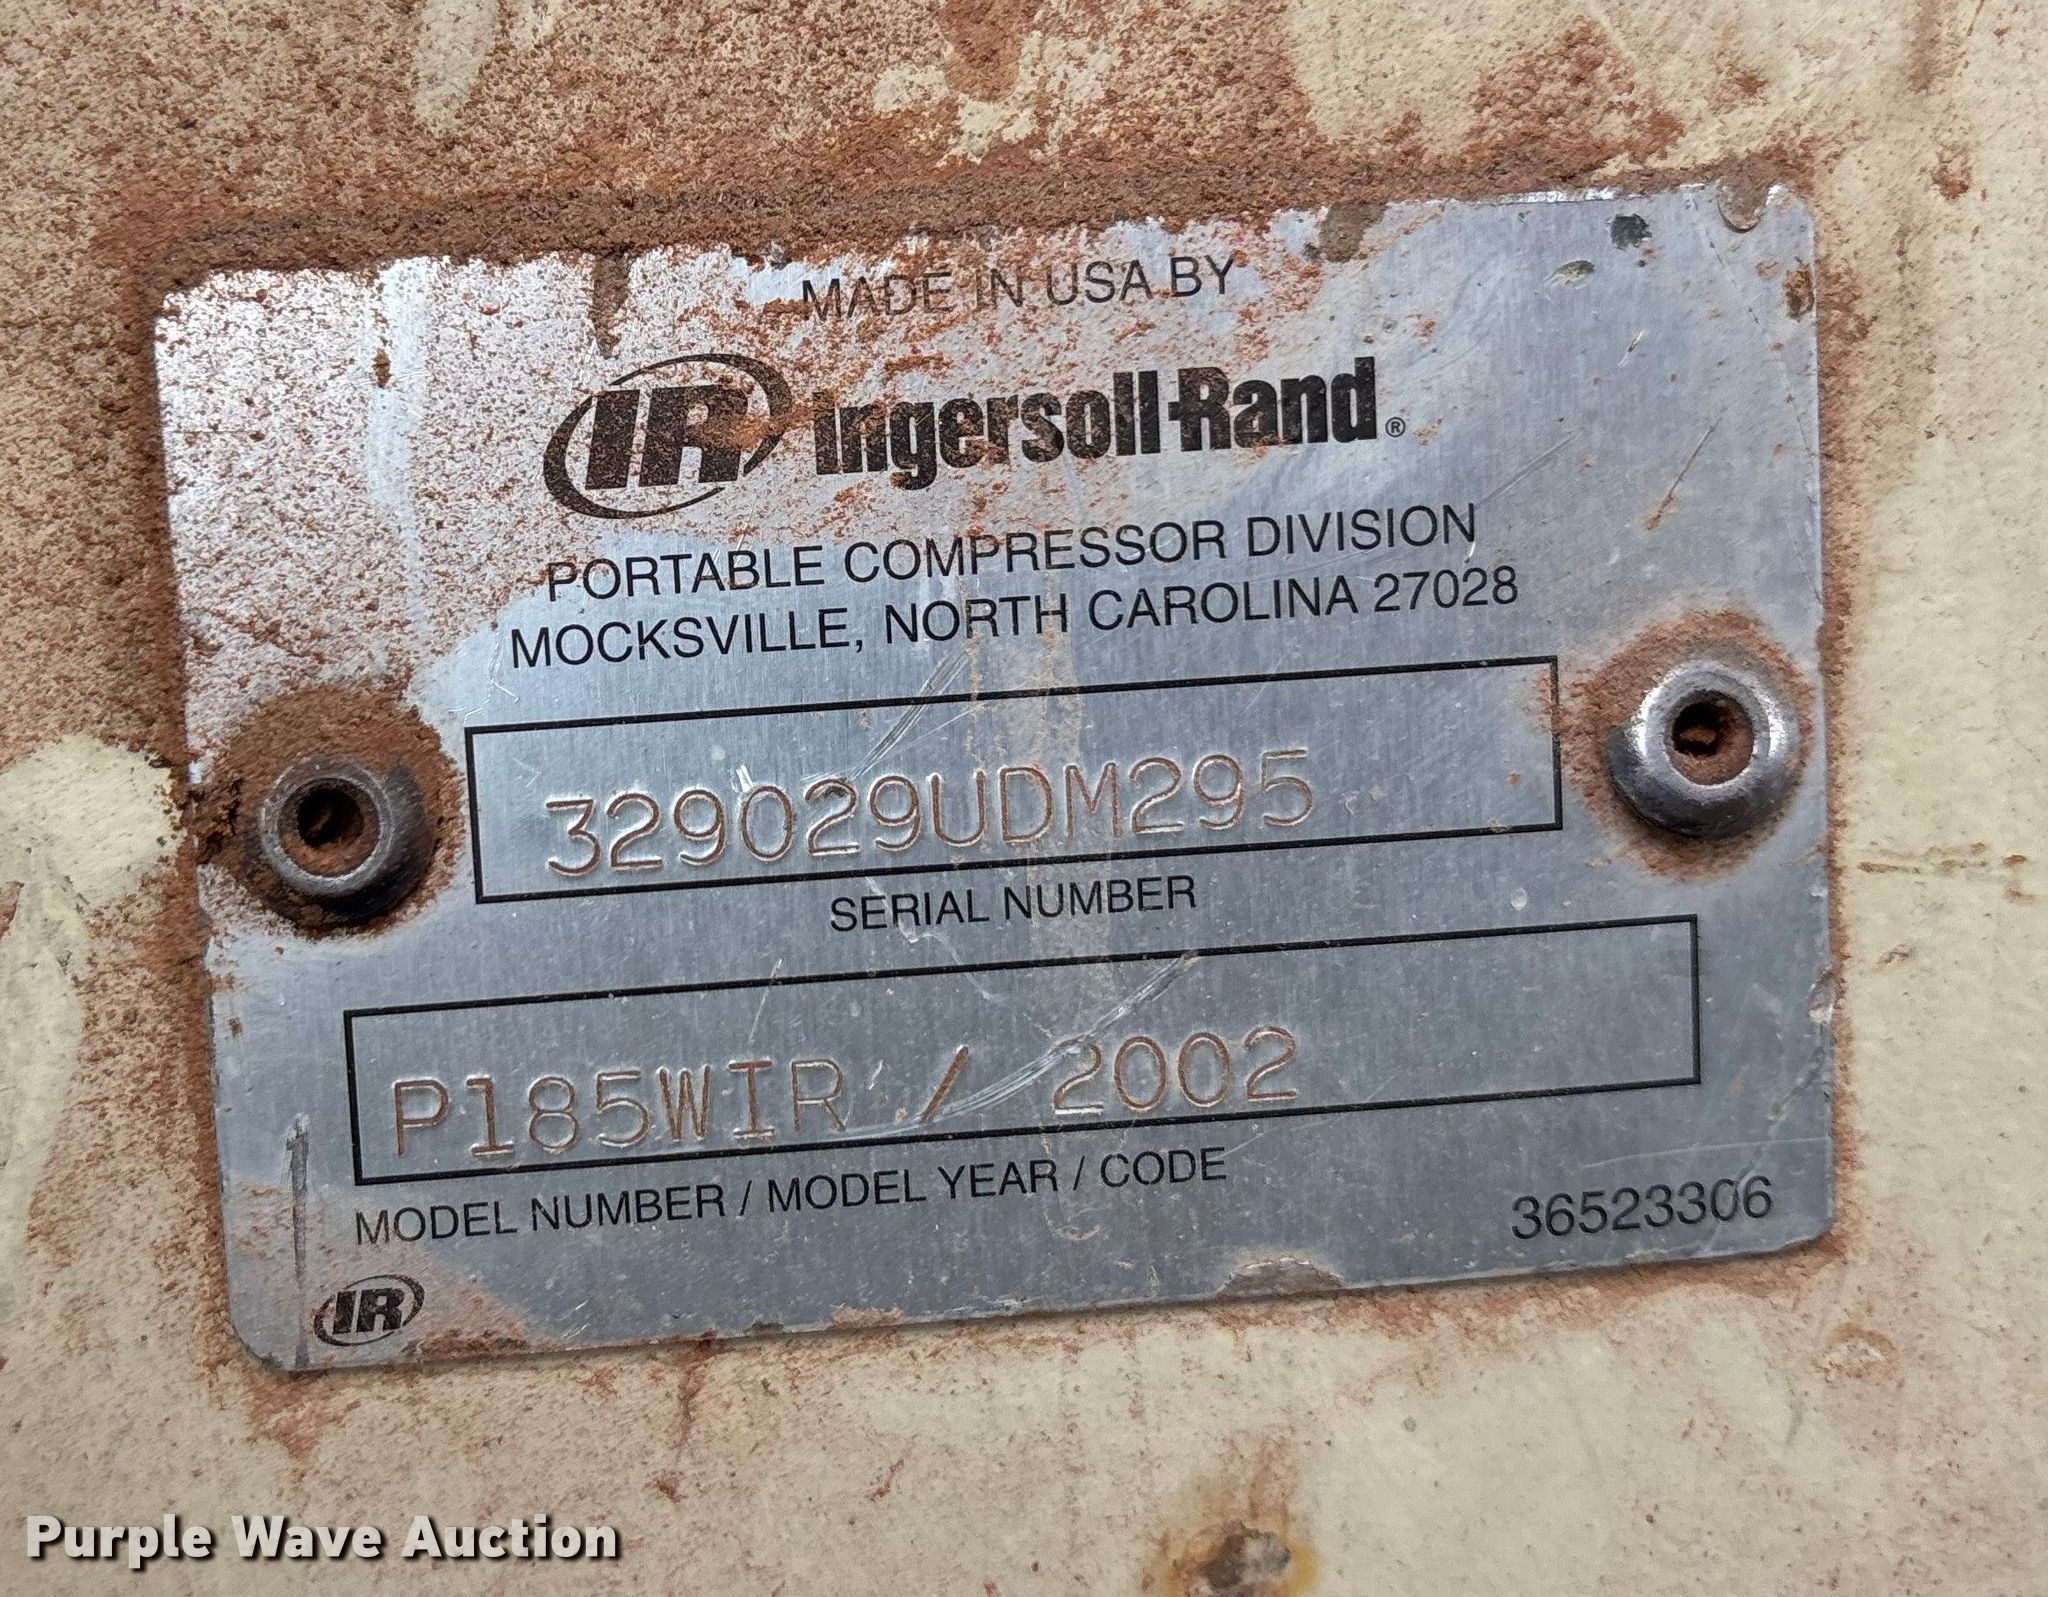 MADE IN USA BY
IR Ingersoll-Rand®
PORTABLE COMPRESSOR DIVISION
MOCKSVILLE, NORTH CAROLINA 27028
329029UDM295
SERIAL NUMBER
P185WIR / 2002
MODEL NUMBER / MODEL YEAR / CODE
36523306
IR
Purple Wave Auction